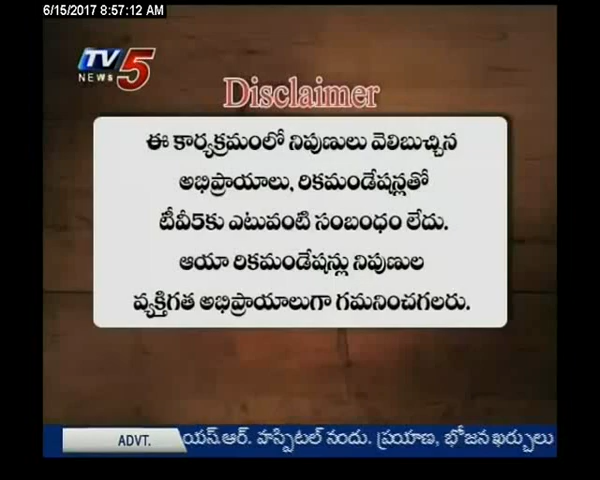 6/15/2017 8:57:12 AM
TV5
NEWS
Disclaimer
ఈ కార్యక్రమంలో నిపుణులు వెలిబుచ్చిన
అభిప్రాయాలు, రికమండేషన్లతో
టీవీ5కు ఎటువంటి సంబంధం లేదు.
ఆయా రికమండేషన్లు నిపుణుల
వ్యక్తిగత అభిప్రాయాలుగా గమనించగలరు.
ADVT. యస్.ఆర్. హస్పిటల్ నందు. ప్రయాణ, భోజన ఖర్చులు